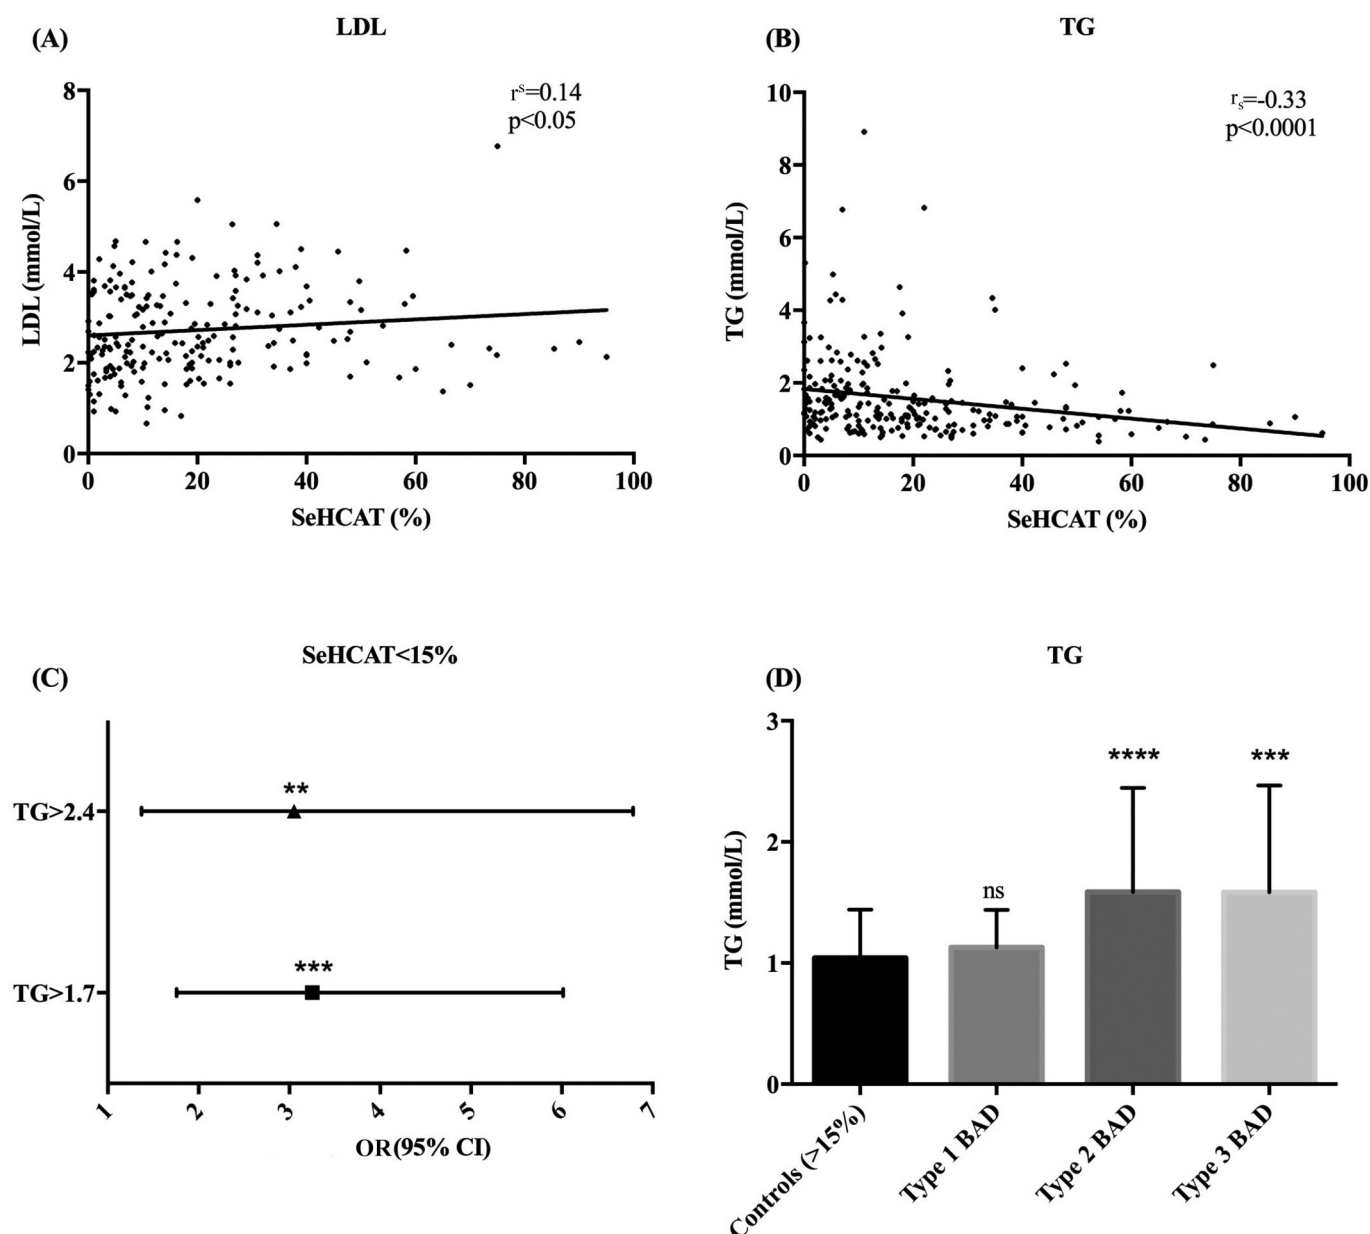 (A)
LDL
rˢ=0.14
p<0.05
LDL (mmol/L)
8
6
4
2
0
0 20 40 60 80 100
SeHCAT (%)
(B)
TG
rₛ=-0.33
p<0.0001
TG (mmol/L)
10
8
6
4
2
0
0 20 40 60 80 100
SeHCAT (%)
(C)
SeHCAT<15%
TG>2.4
**
TG>1.7
***
1 2 3 4 5 6 7
OR(95% CI)
(D)
TG
TG (mmol/L)
3
2
1
0
ns
****
***
Controls (>15%)
Type 1 BAD
Type 2 BAD
Type 3 BAD